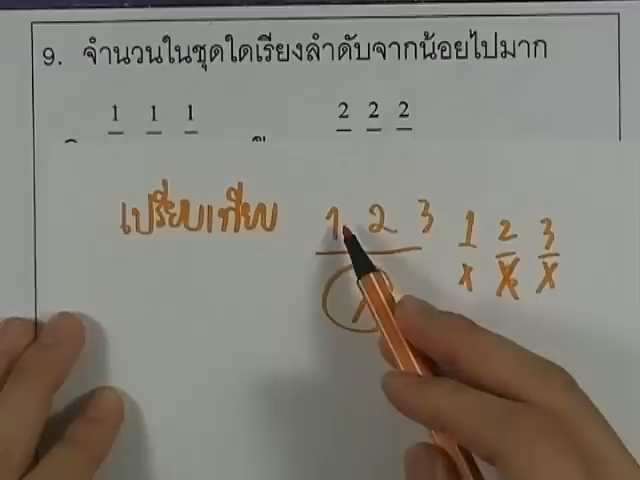 9. จำนวนในชุดใดเรียงลำดับจากน้อยไปมาก
1 1 1 2 2 2
เปรียบเทียบ 1 2 3 1 2 3
x x x x